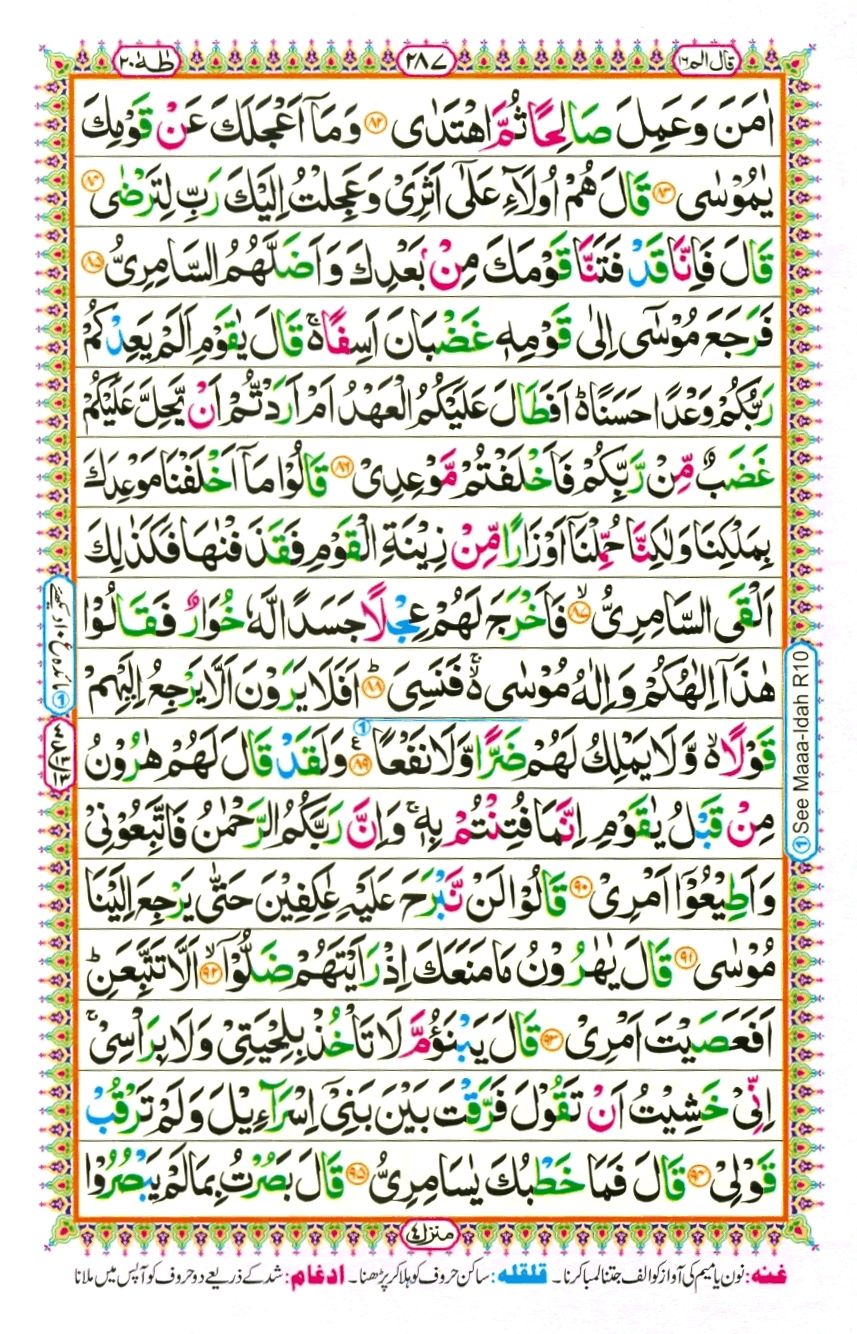 قال الم ١٦
٢٨٧
طٰهٰ ٢٠
اٰمَنَ وَعَمِلَ صَالِحًا ثُمَّ اهْتَدٰى ﴿٨٢﴾ وَمَاۤ اَعْجَلَكَ عَنْ قَوْمِكَ
يٰمُوْسٰى ﴿٨٣﴾ قَالَ هُمْ اُولَآءِ عَلٰٓى اَثَرِىْ وَعَجِلْتُ اِلَيْكَ رَبِّ لِتَرْضٰى ﴿٨٤﴾
قَالَ فَاِنَّا قَدْ فَتَنَّا قَوْمَكَ مِنْۢ بَعْدِكَ وَاَضَلَّهُمُ السَّامِرِىُّ ﴿٨٥﴾
فَرَجَعَ مُوْسٰٓى اِلٰى قَوْمِهٖ غَضْبَانَ اَسِفًا ۬ۚ قَالَ يٰقَوْمِ اَلَمْ يَعِدْكُمْ
رَبُّكُمْ وَعْدًا حَسَنًا ؕ اَفَطَالَ عَلَيْكُمُ الْعَهْدُ اَمْ اَرَدْتُّمْ اَنْ يَّحِلَّ عَلَيْكُمْ
غَضَبٌ مِّنْ رَّبِّكُمْ فَاَخْلَفْتُمْ مَّوْعِدِىْ ﴿٨٦﴾ قَالُوْا مَاۤ اَخْلَفْنَا مَوْعِدَكَ
بِمَلْكِنَا وَلٰكِنَّا حُمِّلْنَاۤ اَوْزَارًا مِّنْ زِيْنَةِ الْقَوْمِ فَقَذَفْنٰهَا فَكَذٰلِكَ
اَلْقَى السَّامِرِىُّ ۙ﴿٨٧﴾ فَاَخْرَجَ لَهُمْ عِجْلًا جَسَدًا لَّهٗ خُوَارٌ فَقَالُوْا
هٰذَاۤ اِلٰهُكُمْ وَاِلٰهُ مُوْسٰى ۬ۚ فَنَسِىَ ؕ﴿٨٨﴾ اَفَلَا يَرَوْنَ اَلَّا يَرْجِعُ اِلَيْهِمْ
قَوْلًا ۬ۙ وَّلَا يَمْلِكُ لَهُمْ ضَرًّا وَّلَا نَفْعًا ﴿٨٩﴾ وَلَقَدْ قَالَ لَهُمْ هٰرُوْنُ
مِنْ قَبْلُ يٰقَوْمِ اِنَّمَا فُتِنْتُمْ بِهٖ ۚ وَاِنَّ رَبَّكُمُ الرَّحْمٰنُ فَاتَّبِعُوْنِىْ
وَاَطِيْعُوْۤا اَمْرِىْ ﴿٩٠﴾ قَالُوْا لَنْ نَّبْرَحَ عَلَيْهِ عٰكِفِيْنَ حَتّٰى يَرْجِعَ اِلَيْنَا
مُوْسٰى ﴿٩١﴾ قَالَ يٰهٰرُوْنُ مَا مَنَعَكَ اِذْ رَاَيْتَهُمْ ضَلُّوْۤا ۙ﴿٩٢﴾ اَلَّا تَتَّبِعَنِ ؕ
اَفَعَصَيْتَ اَمْرِىْ ﴿٩٣﴾ قَالَ يَبْنَؤُمَّ لَا تَاْخُذْ بِلِحْيَتِىْ وَلَا بِرَاْسِىْ ۚ
اِنِّىْ خَشِيْتُ اَنْ تَقُوْلَ فَرَّقْتَ بَيْنَ بَنِىْۤ اِسْرَآءِيْلَ وَلَمْ تَرْقُبْ
قَوْلِىْ ﴿٩٤﴾ قَالَ فَمَا خَطْبُكَ يٰسَامِرِىُّ ﴿٩٥﴾ قَالَ بَصُرْتُ بِمَا لَمْ يَبْصُرُوْا
① See Maaa-Idah R10
منزل ٤
غنه: نون یا میم کی آواز کو الف جتنا لمبا کرنا۔ قلقله: ساکن حروف کو ہلا کر پڑھنا۔ ادغام: شد کے ذریعے دو حروف کو آپس میں ملانا